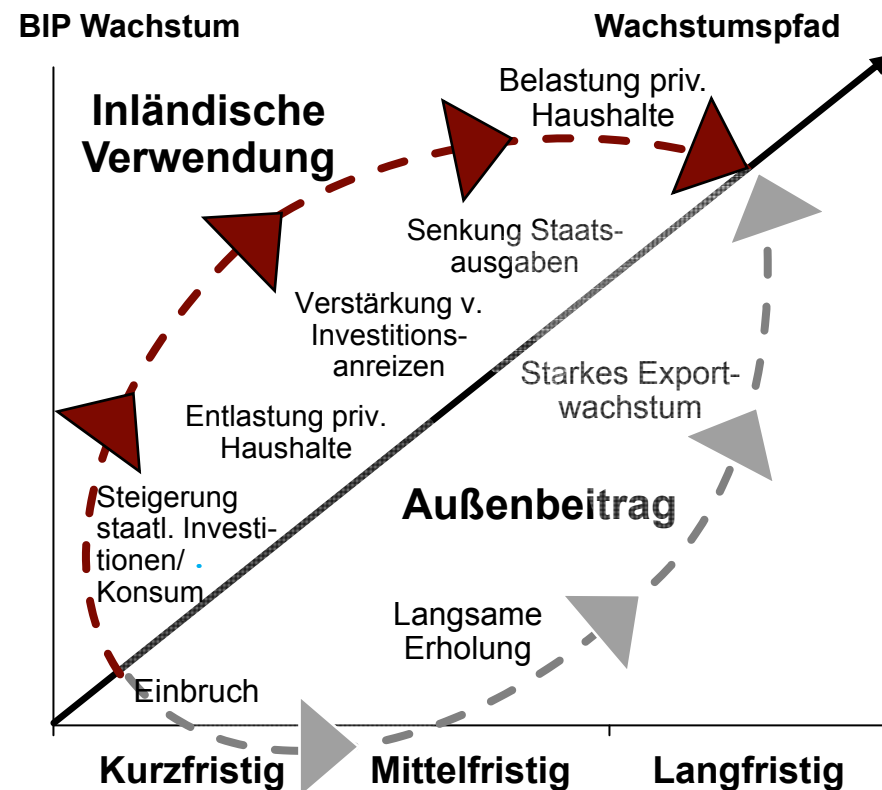 BIP Wachstum
Wachstumspfad
Inländische
Verwendung
Belastung priv.
Haushalte
Senkung Staats-
ausgaben
Verstärkung v.
Investitions-
anreizen
Starkes Export-
wachstum
Entlastung priv.
Haushalte
Steigerung
staatl. Investi-
tionen/
Konsum
Außenbeitrag
Langsame
Erholung
Einbruch
Kurzfristig
Mittelfristig
Langfristig